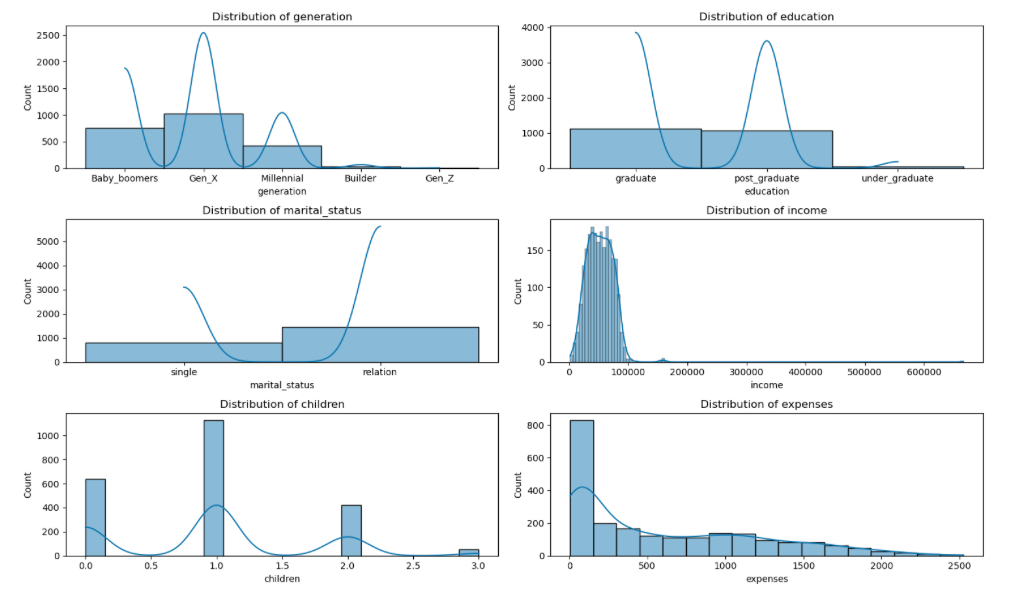 Distribution of generation
Count
2500
2000
1500
1000
500
0
Baby_boomers Gen_X Millennial Builder Gen_Z
generation
Distribution of education
Count
4000
3000
2000
1000
0
graduate post_graduate under_graduate
education
Distribution of marital_status
Count
5000
4000
3000
2000
1000
0
single relation
marital_status
Distribution of income
Count
150
100
50
0
0 100000 200000 300000 400000 500000 600000
income
Distribution of children
Count
1000
800
600
400
200
0
0.0 0.5 1.0 1.5 2.0 2.5 3.0
children
Distribution of expenses
Count
800
600
400
200
0
0 500 1000 1500 2000 2500
expenses